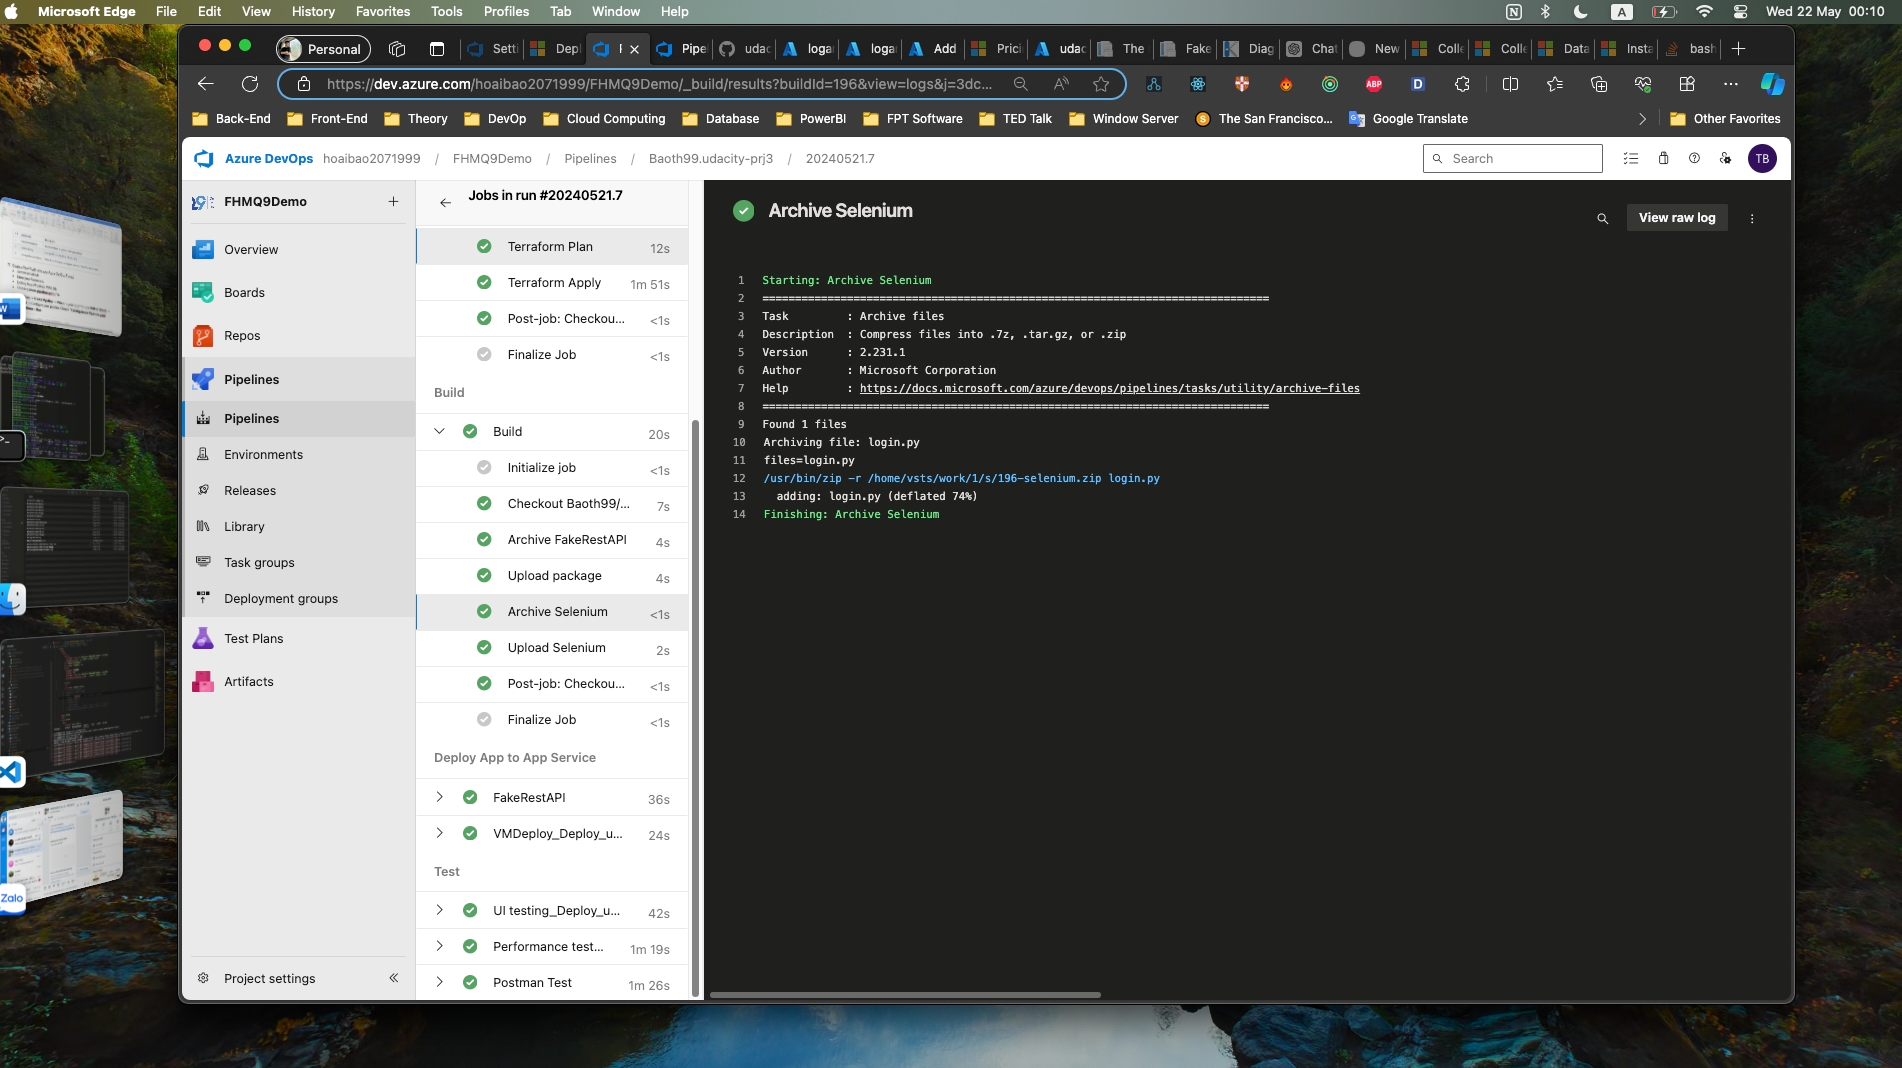 Microsoft Edge File Edit View History Favorites Tools Profiles Tab Window Help A Wed 22 May 00:10
Personal Setti Depl Pipe udac logar logar Add Prici udac The Fake Diag Chat New Colle Colle Data Insta bash
https://dev.azure.com/hoaibao2071999/FHMQ9Demo/_build/results?buildId=196&view=logs&j=3dc... ABP D
Back-End Front-End Theory DevOp Cloud Computing Database PowerBI FPT Software TED Talk Window Server The San Francisco... Google Translate Other Favorites
Azure DevOps hoaibao2071999 / FHMQ9Demo / Pipelines / Baoth99.udacity-prj3 / 20240521.7 Search TB
FHMQ9Demo
Overview
Boards
Repos
Pipelines
Pipelines
Environments
Releases
Library
Task groups
Deployment groups
Test Plans
Artifacts
Project settings
Jobs in run #20240521.7
Terraform Plan 12s
Terraform Apply 1m 51s
Post-job: Checkou... <1s
Finalize Job <1s
Build
Build 20s
Initialize job <1s
Checkout Baoth99/... 7s
Archive FakeRestAPI 4s
Upload package 4s
Archive Selenium <1s
Upload Selenium 2s
Post-job: Checkou... <1s
Finalize Job <1s
Deploy App to App Service
FakeRestAPI 36s
VMDeploy_Deploy_u... 24s
Test
UI testing_Deploy_u... 42s
Performance test... 1m 19s
Postman Test 1m 26s
Archive Selenium
View raw log
1 Starting: Archive Selenium
2 ==============================================================================
3 Task : Archive files
4 Description : Compress files into .7z, .tar.gz, or .zip
5 Version : 2.231.1
6 Author : Microsoft Corporation
7 Help : https://docs.microsoft.com/azure/devops/pipelines/tasks/utility/archive-files
8 ==============================================================================
9 Found 1 files
10 Archiving file: login.py
11 files=login.py
12 /usr/bin/zip -r /home/vsts/work/1/s/196-selenium.zip login.py
13 adding: login.py (deflated 74%)
14 Finishing: Archive Selenium
Zalo